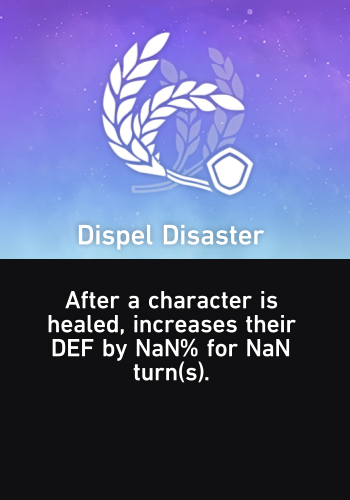 Dispel Disaster
After a character is
healed, increases their
DEF by NaN% for NaN
turn(s).